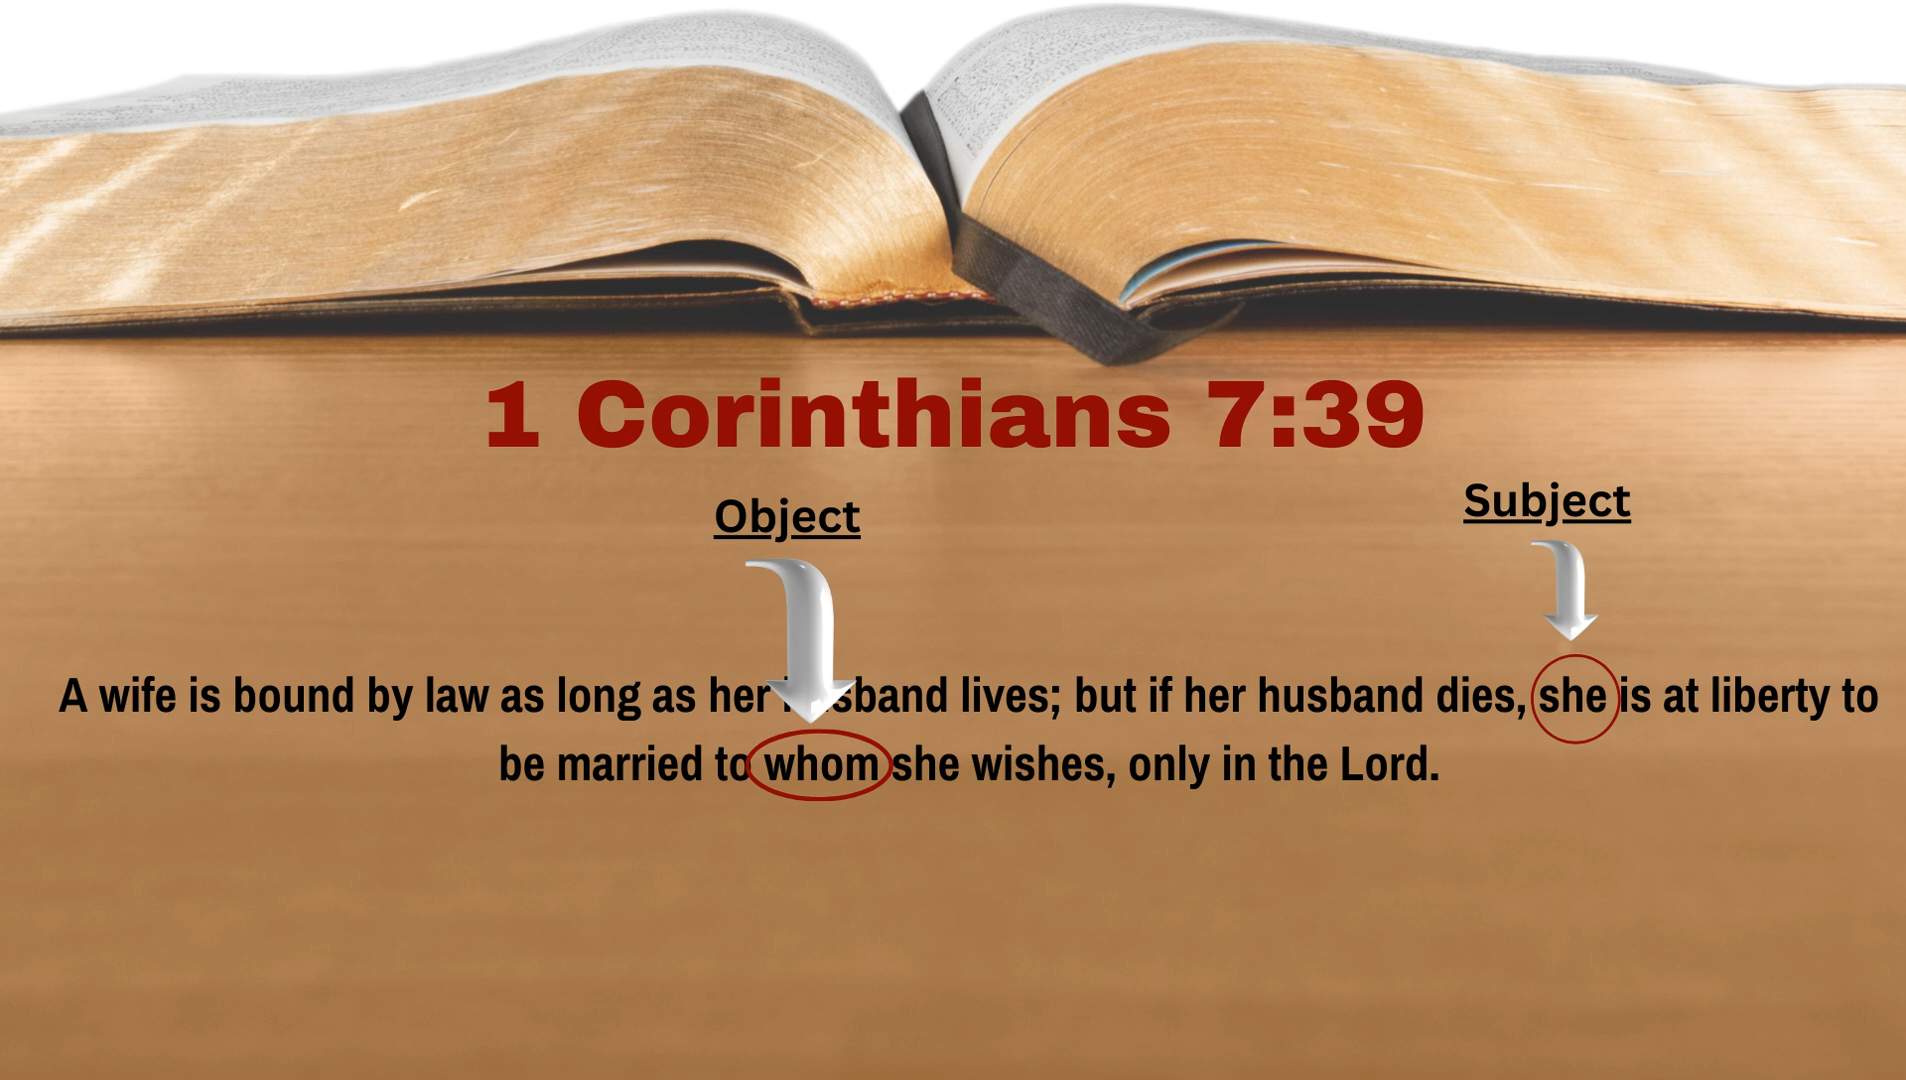 1 Corinthians 7:39
Object
Subject
A wife is bound by law as long as her husband lives; but if her husband dies, she is at liberty to
be married to whom she wishes, only in the Lord.